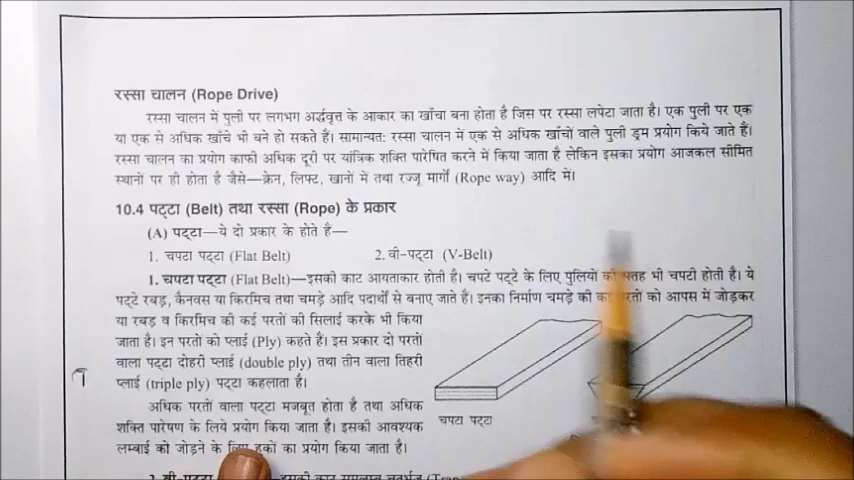 रस्सा चालन (Rope Drive)
रस्सा चालन में पुली पर लगभग अर्द्धवृत्त के आकार का खाँचा बना होता है जिस पर रस्सा लपेटा जाता है। एक पुली पर एक
या एक से अधिक खाँचे भी बने हो सकते हैं। सामान्यत: रस्सा चालन में एक से अधिक खाँचों वाले पुली ड्रम प्रयोग किये जाते हैं।
रस्सा चालन का प्रयोग काफी अधिक दूरी पर यांत्रिक शक्ति पारेषित करने में किया जाता है लेकिन इसका प्रयोग आजकल सीमित
स्थानों पर ही होता है जैसे—क्रेन, लिफ्ट, खानों में तथा रज्जू मार्गों (Rope way) आदि में।
10.4 पट्टा (Belt) तथा रस्सा (Rope) के प्रकार
(A) पट्टा—ये दो प्रकार के होते हैं—
1. चपटा पट्टा (Flat Belt) 2. वी-पट्टा (V-Belt)
1. चपटा पट्टा (Flat Belt)—इसकी काट आयताकार होती है। चपटे पट्टे के लिए पुलियों की सतह भी चपटी होती है। ये
पट्टे रबड़, कैनवस या किरमिच तथा चमड़े आदि पदार्थों से बनाए जाते हैं। इनका निर्माण चमड़े की कई परतों को आपस में जोड़कर
या रबड़ व किरमिच की कई परतों की सिलाई करके भी किया
जाता है। इन परतों को प्लाई (Ply) कहते हैं। इस प्रकार दो परतों
वाला पट्टा दोहरी प्लाई (double ply) तथा तीन वाला तिहरी
प्लाई (triple ply) पट्टा कहलाता है।
अधिक परतों वाला पट्टा मजबूत होता है तथा अधिक
शक्ति पारेषण के लिये प्रयोग किया जाता है। इसकी आवश्यक
लम्बाई को जोड़ने के लिए हुकों का प्रयोग किया जाता है।
चपटा पट्टा